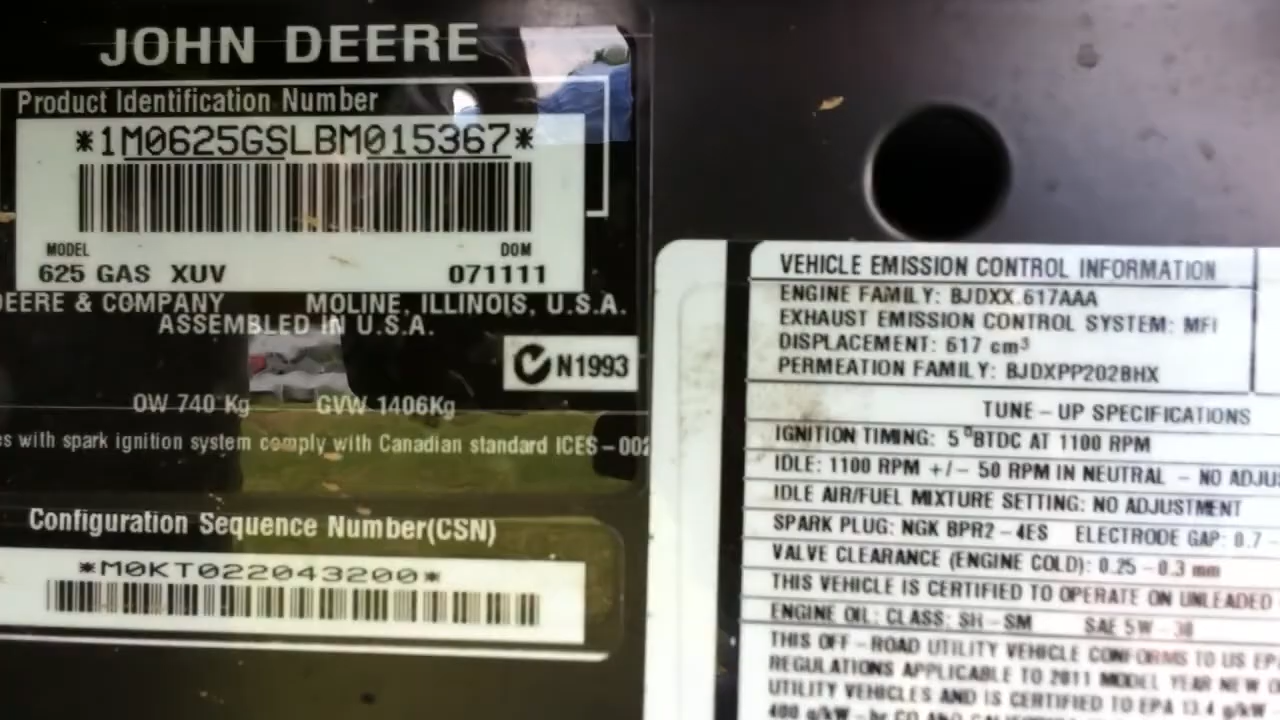 JOHN DEERE
Product Identification Number
*1M0625GSLBM015367*
MODEL DOM
625 GAS XUV 071111
DEERE & COMPANY MOLINE, ILLINOIS, U.S.A.
ASSEMBLED IN U.S.A.
N1993
OW 740 Kg GVW 1406Kg
es with spark ignition system comply with Canadian standard ICES-002
Configuration Sequence Number(CSN)
*M0KT022043200*
VEHICLE EMISSION CONTROL INFORMATION
ENGINE FAMILY: BJDXX.617AAA
EXHAUST EMISSION CONTROL SYSTEM: MFI
DISPLACEMENT: 617 cm³
PERMEATION FAMILY: BJDXPP202BHX
TUNE-UP SPECIFICATIONS
IGNITION TIMING: 5°BTDC AT 1100 RPM
IDLE: 1100 RPM +/- 50 RPM IN NEUTRAL - NO ADJUS
IDLE AIR/FUEL MIXTURE SETTING: NO ADJUSTMENT
SPARK PLUG: NGK BPR2-4ES ELECTRODE GAP: 0.7 -
VALVE CLEARANCE (ENGINE COLD): 0.25 - 0.3 mm
THIS VEHICLE IS CERTIFIED TO OPERATE ON UNLEADED
ENGINE OIL: CLASS: SH-SM SAE 5W-30
THIS OFF-ROAD UTILITY VEHICLE CONFORMS TO US EPA
REGULATIONS APPLICABLE TO 2011 MODEL YEAR NEW O
UTILITY VEHICLES AND IS CERTIFIED TO EPA 13.4 g/kW -
400 g/kW-hr CO AND